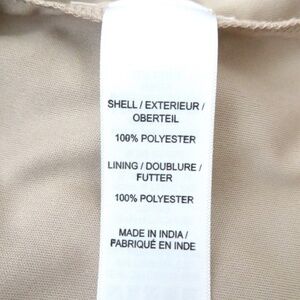 SHELL / EXTERIEUR /
OBERTEIL
100% POLYESTER
LINING / DOUBLURE /
FUTTER
100% POLYESTER
MADE IN INDIA /
FABRIQUÉ EN INDE